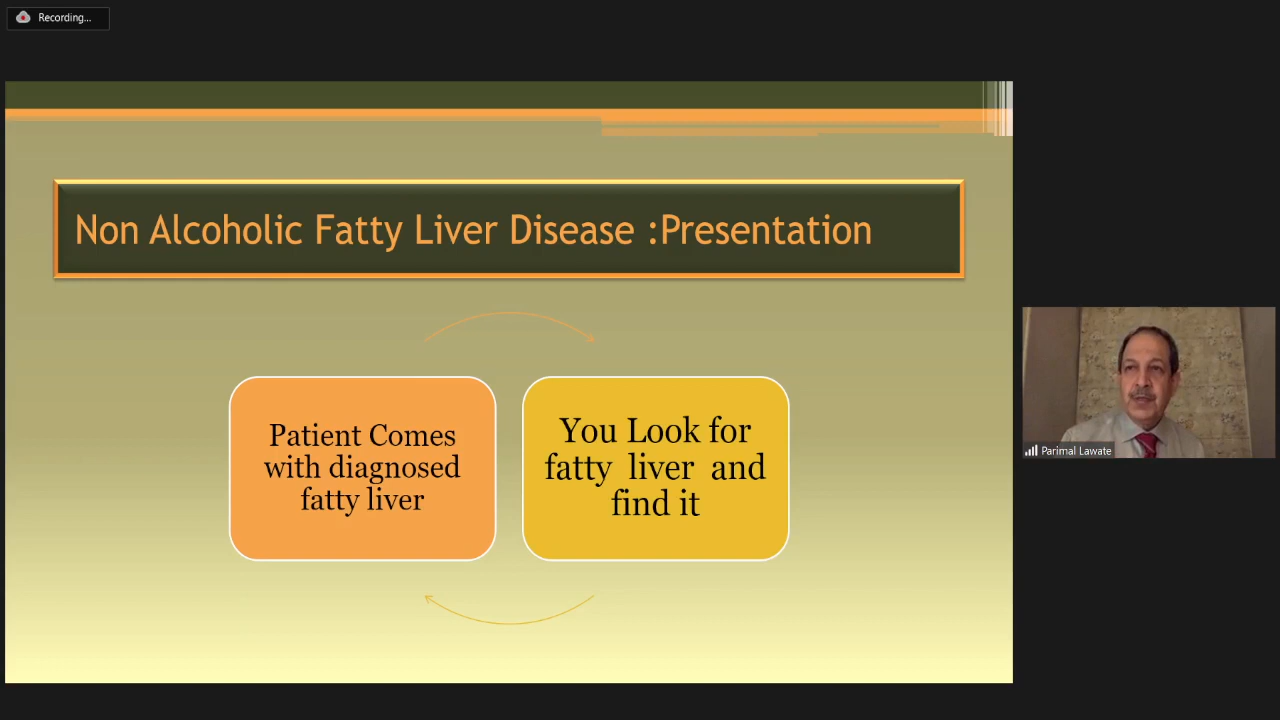 Recording...
Non Alcoholic Fatty Liver Disease :Presentation
Patient Comes
with diagnosed
fatty liver
You Look for
fatty liver and
find it
Parimal Lawate